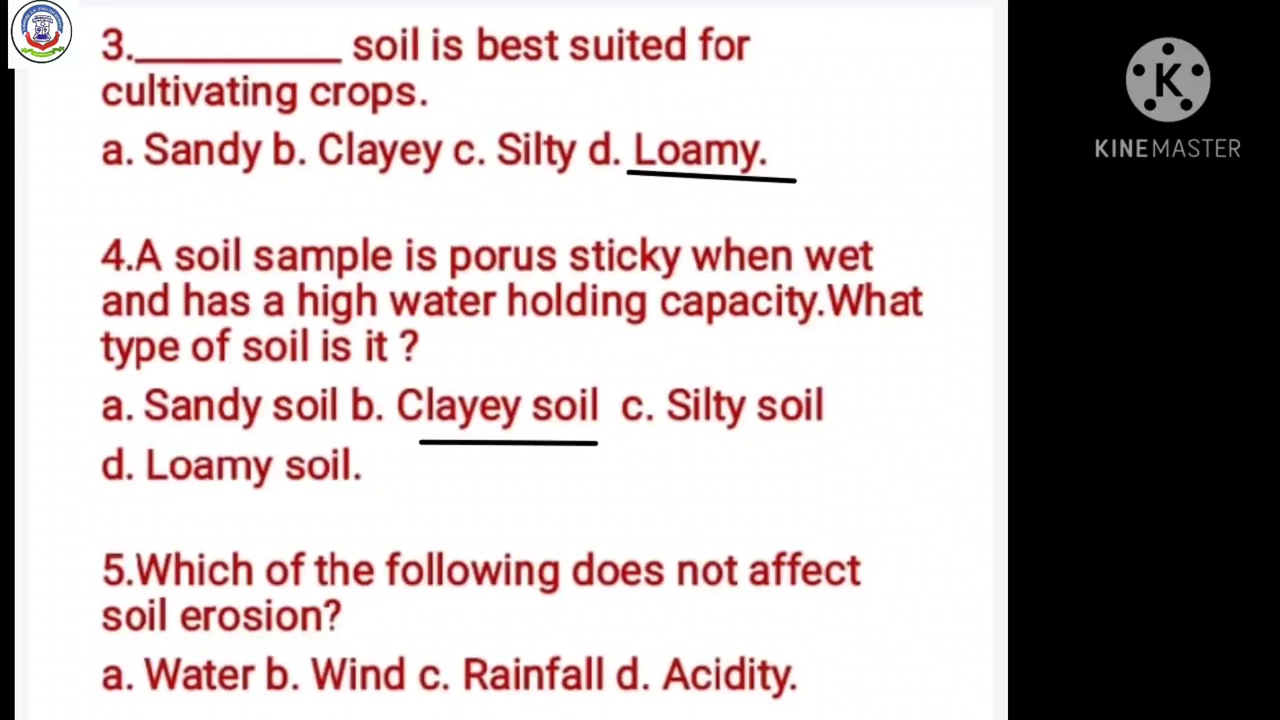 3.__________ soil is best suited for
cultivating crops.
a. Sandy b. Clayey c. Silty d. Loamy.
4.A soil sample is porus sticky when wet
and has a high water holding capacity.What
type of soil is it ?
a. Sandy soil b. Clayey soil c. Silty soil
d. Loamy soil.
5.Which of the following does not affect
soil erosion?
a. Water b. Wind c. Rainfall d. Acidity.
K
KINEMASTER